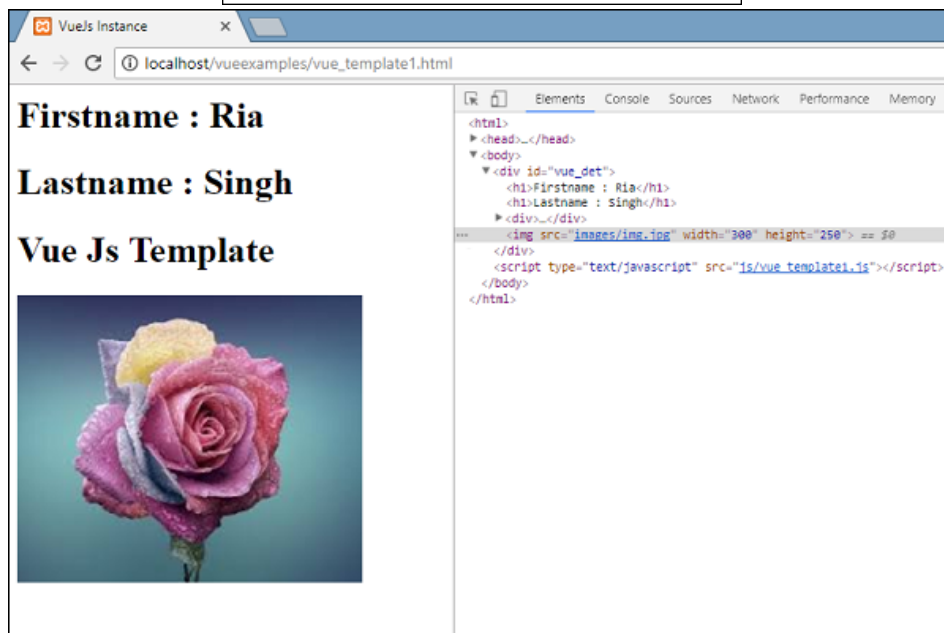 VueJs Instance
localhost/vueexamples/vue_template1.html
Firstname : Ria
Lastname : Singh
Vue Js Template
Elements Console Sources Network Performance Memory
<html>
<head>…</head>
<body>
<div id="vue_det">
<h1>Firstname : Ria</h1>
<h1>Lastname : Singh</h1>
<div>…</div>
<img src="images/img.jpg" width="300" height="250"> == $0
</div>
<script type="text/javascript" src="js/vue_template1.js"></script>
</body>
</html>